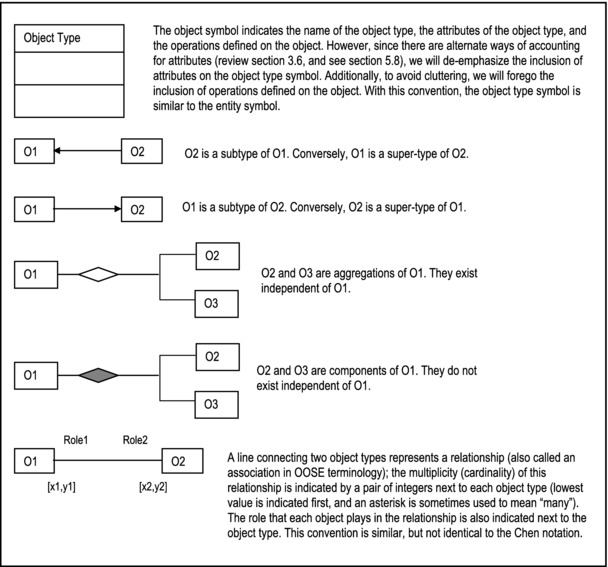 Object Type
The object symbol indicates the name of the object type, the attributes of the object type, and
the operations defined on the object. However, since there are alternate ways of accounting
for attributes (review section 3.6, and see section 5.8), we will de-emphasize the inclusion of
attributes on the object type symbol. Additionally, to avoid cluttering, we will forego the
inclusion of operations defined on the object. With this convention, the object type symbol is
similar to the entity symbol.
O1
O2
O2 is a subtype of O1. Conversely, O1 is a super-type of O2.
O1
O2
O1 is a subtype of O2. Conversely, O2 is a super-type of O1.
O1
O2
O3
O2 and O3 are aggregations of O1. They exist
independent of O1.
O1
O2
O3
O2 and O3 are components of O1. They do not
exist independent of O1.
Role1
Role2
O1
O2
[x1,y1]
[x2,y2]
A line connecting two object types represents a relationship (also called an
association in OOSE terminology); the multiplicity (cardinality) of this
relationship is indicated by a pair of integers next to each object type (lowest
value is indicated first, and an asterisk is sometimes used to mean “many”).
The role that each object plays in the relationship is also indicated next to the
object type. This convention is similar, but not identical to the Chen notation.